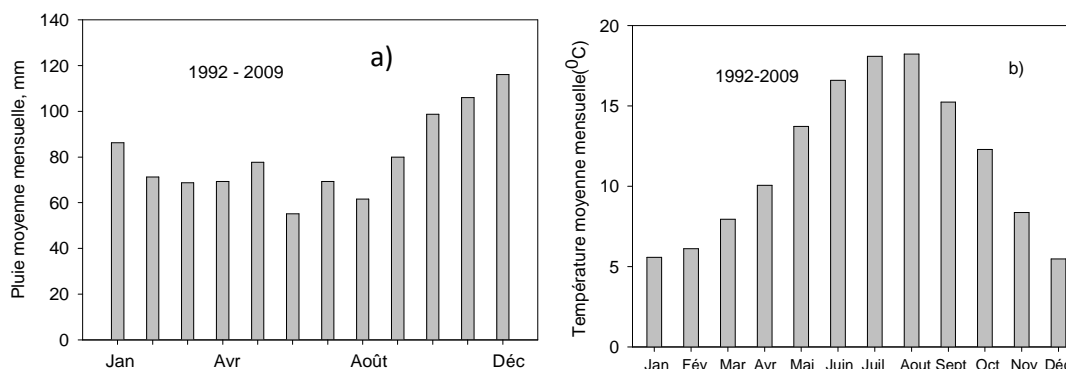 Pluie moyenne mensuelle, mm
140
120
100
80
60
40
20
0
1992 - 2009
a)
Jan Avr Août Déc
Température moyenne mensuelle(⁰C)
20
15
10
5
0
1992-2009
b)
Jan Fév Mar Avr Mai Juin Juil Aout Sept Oct Nov Déc